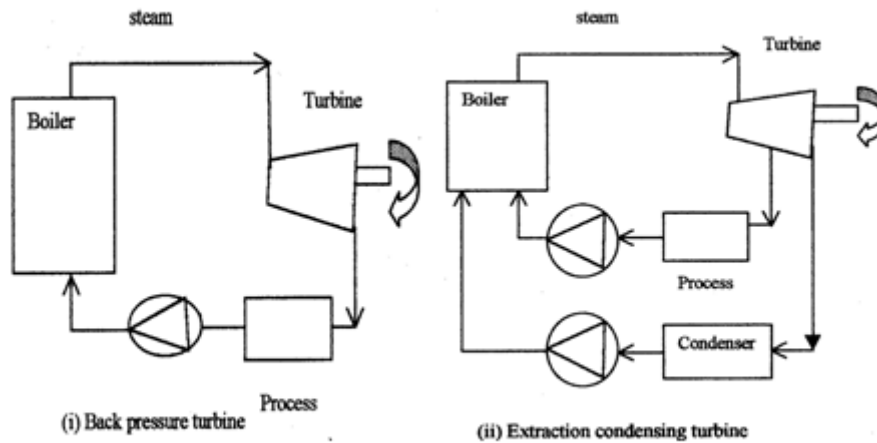 steam
Turbine
Boiler
Process
(i) Back pressure turbine
steam
Turbine
Boiler
Process
Condenser
(ii) Extraction condensing turbine